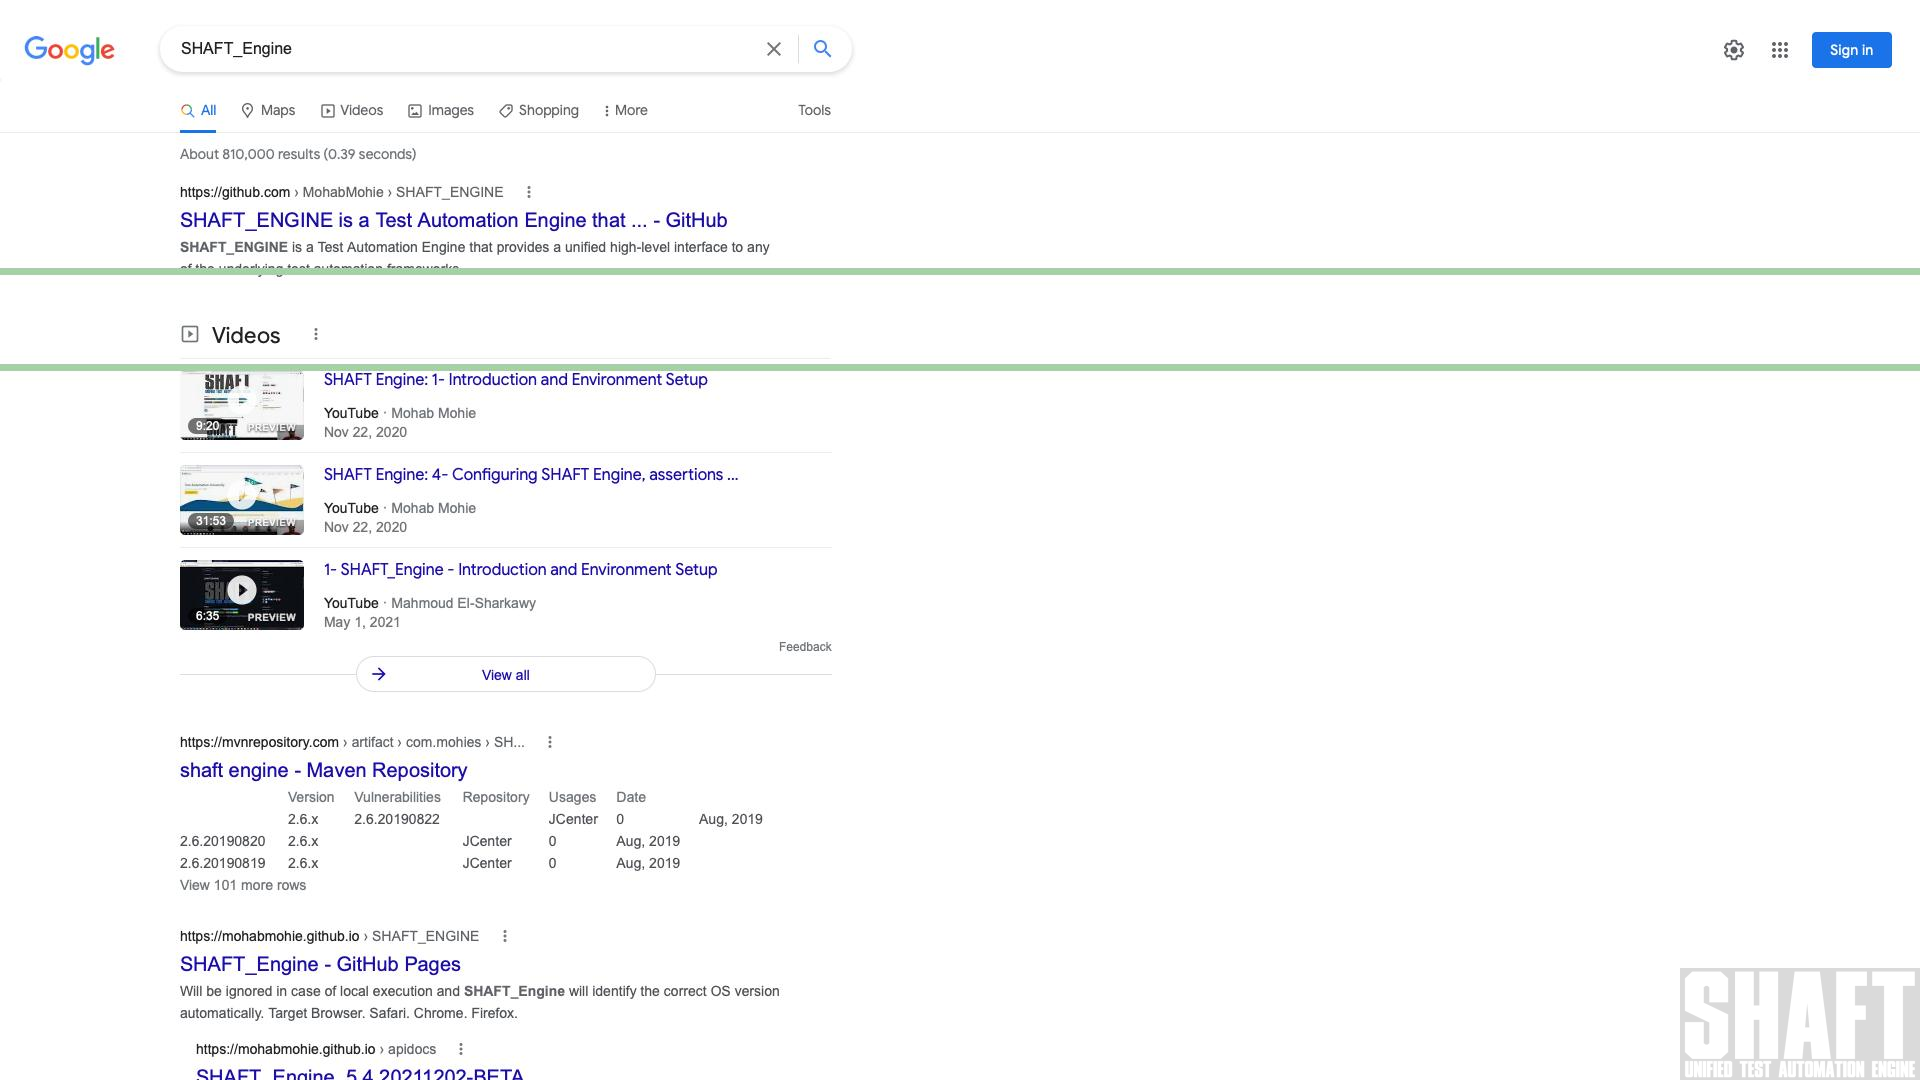 Google
SHAFT_Engine
Sign in
All Maps Videos Images Shopping More Tools
About 810,000 results (0.39 seconds)
https://github.com › MohabMohie › SHAFT_ENGINE
SHAFT_ENGINE is a Test Automation Engine that ... - GitHub
SHAFT_ENGINE is a Test Automation Engine that provides a unified high-level interface to any
of the underlying test automation frameworks.
Videos
SHAFT Engine: 1- Introduction and Environment Setup
YouTube · Mohab Mohie
9:20 PREVIEW
Nov 22, 2020
SHAFT Engine: 4- Configuring SHAFT Engine, assertions ...
YouTube · Mohab Mohie
31:53 PREVIEW
Nov 22, 2020
1- SHAFT_Engine - Introduction and Environment Setup
YouTube · Mahmoud El-Sharkawy
6:35 PREVIEW
May 1, 2021
Feedback
View all
https://mvnrepository.com › artifact › com.mohies › SH...
shaft engine - Maven Repository
Version Vulnerabilities Repository Usages Date
2.6.x 2.6.20190822 JCenter 0 Aug, 2019
2.6.20190820 2.6.x JCenter 0 Aug, 2019
2.6.20190819 2.6.x JCenter 0 Aug, 2019
View 101 more rows
https://mohabmohie.github.io › SHAFT_ENGINE
SHAFT_Engine - GitHub Pages
Will be ignored in case of local execution and SHAFT_Engine will identify the correct OS version
automatically. Target Browser. Safari. Chrome. Firefox.
https://mohabmohie.github.io › apidocs
SHAFT_Engine 5.4.20211202-BETA
SHAFT
UNIFIED TEST AUTOMATION ENGINE